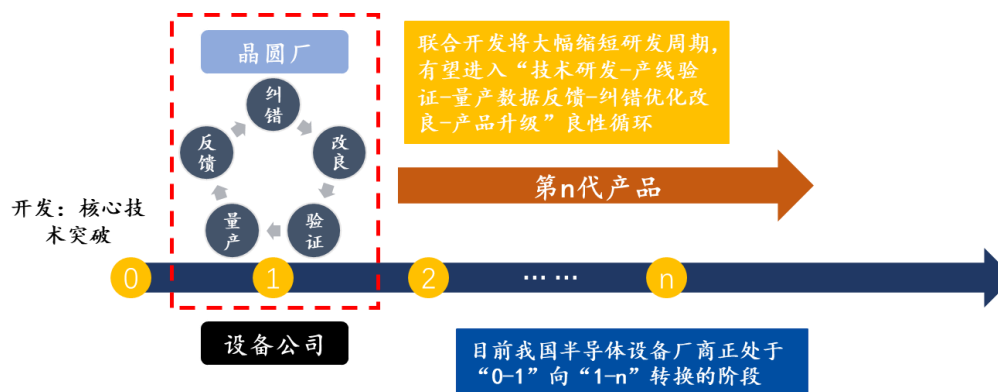 晶圆厂
纠
错
反
馈
改
良
量
产
验
证
联合开发将大幅缩短研发周期，
有望进入“技术研发-产线验
证-量产数据反馈-纠错优化改
良-产品升级”良性循环
第n代产品
开发：核心技
术突破
0
1
2
……
n
设备公司
目前我国半导体设备厂商正处于
“0-1”向“1-n”转换的阶段